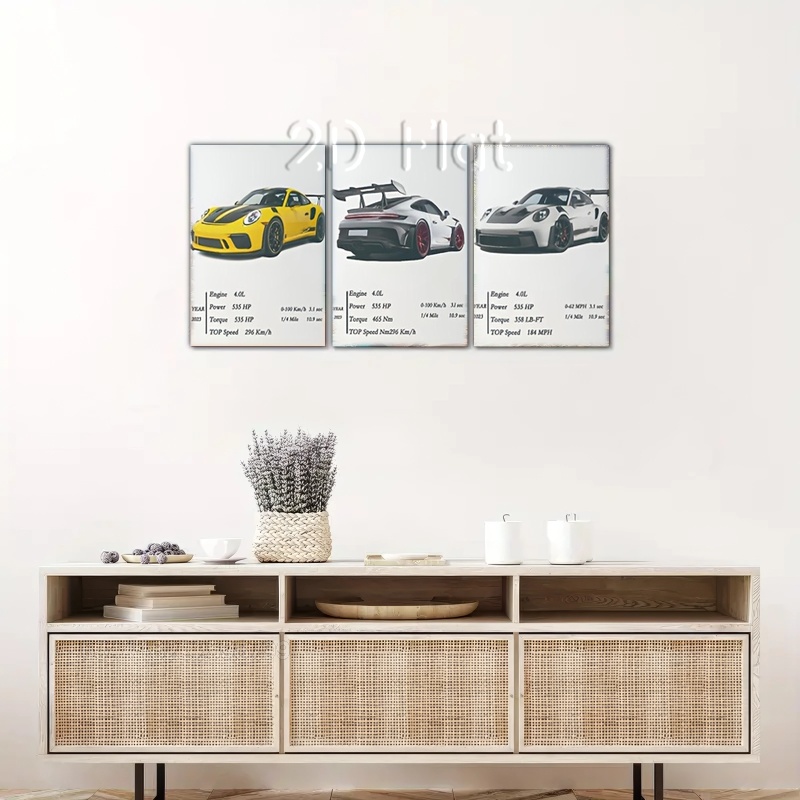 2D Flat
Engine 4.0L
Power 535 HP 0-100 Km/h 3.1 sec
YEAR 2023
Torque 535 HP 1/4 Mile 10.9 sec
TOP Speed 296 Km/h
Engine 4.0L
Power 535 HP 0-100 Km/h 3.1 sec
YEAR 2023
Torque 465 Nm 1/4 Mile 10.9 sec
TOP Speed Nm296 Km/h
Engine 4.0L
Power 535 HP 0-62 MPH 3.1 sec
YEAR 2023
Torque 358 LB-FT 1/4 Mile 10.9 sec
TOP Speed 184 MPH